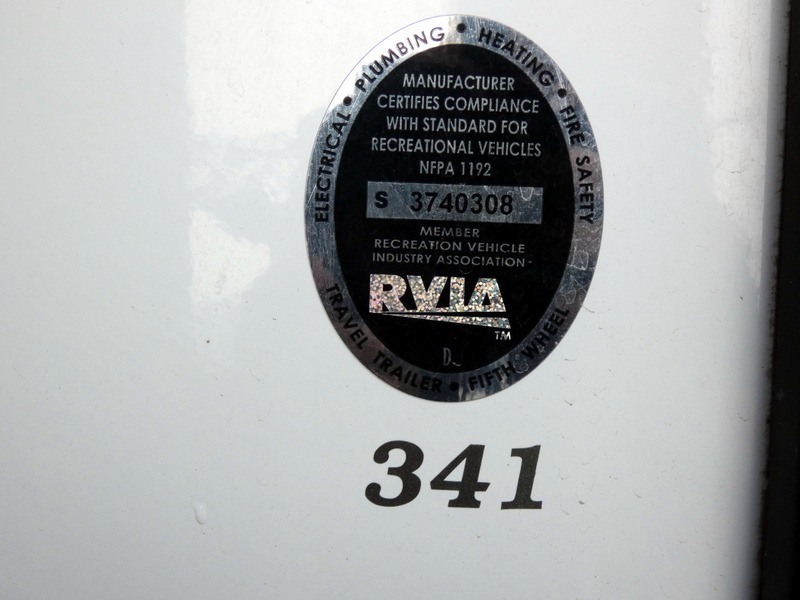 ELECTRICAL • PLUMBING • HEATING • FIRE SAFETY
MANUFACTURER
CERTIFIES COMPLIANCE
WITH STANDARD FOR
RECREATIONAL VEHICLES
NFPA 1192
S 3740308
MEMBER
RECREATION VEHICLE
INDUSTRY ASSOCIATION
RVIA
TM
TRAVEL TRAILER • FIFTH WHEEL
341